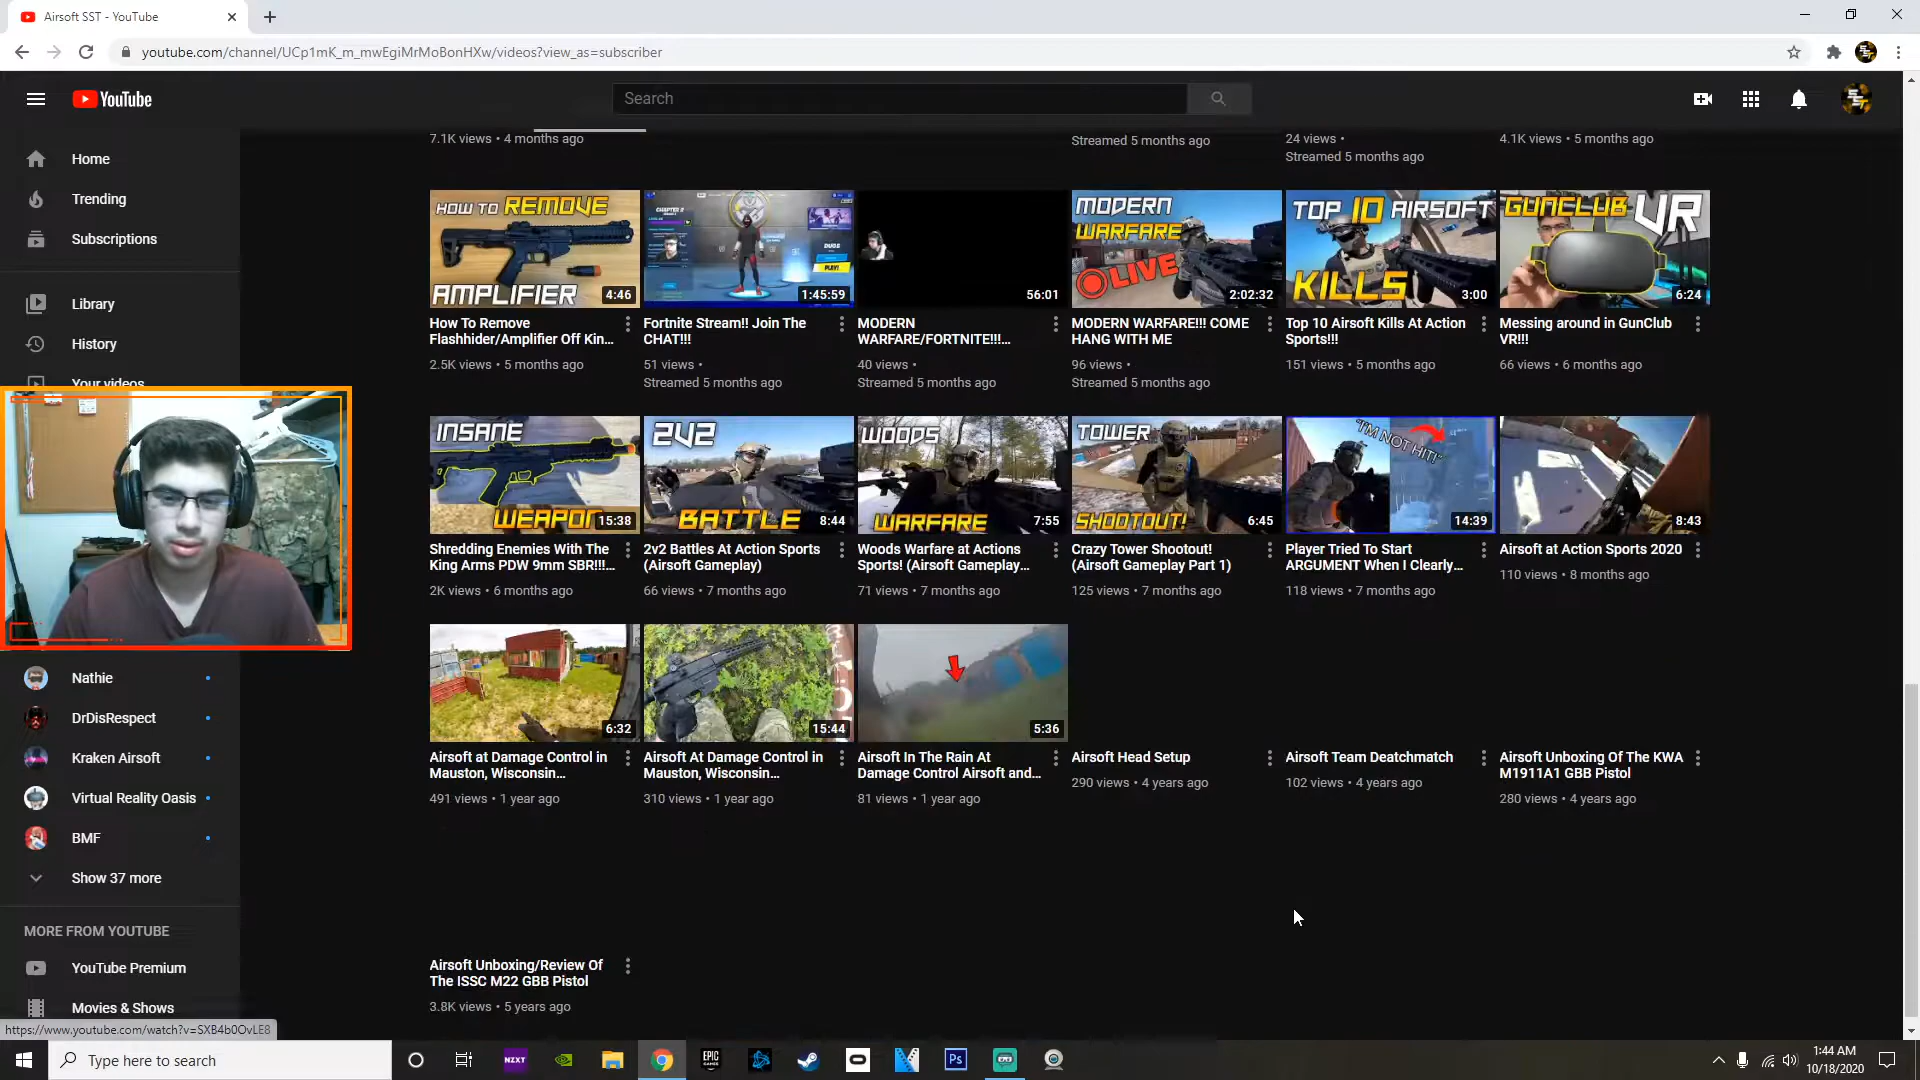 Airsoft SST - YouTube
youtube.com/channel/UCp1mK_m_mwEgiMrMoBonHXw/videos?view_as=subscriber
YouTube
Search
SST
Home
Trending
Subscriptions
Library
History
Your videos
Nathie
DrDisRespect
Kraken Airsoft
Virtual Reality Oasis
BMF
Show 37 more
MORE FROM YOUTUBE
YouTube Premium
Movies & Shows
7.1K views • 4 months ago
Streamed 5 months ago
24 views •
Streamed 5 months ago
4.1K views • 5 months ago
HOW TO REMOVE
AMPLIFIER
4:46
How To Remove
Flashhider/Amplifier Off Kin...
2.5K views • 5 months ago
1:45:59
Fortnite Stream!! Join The
CHAT!!!
51 views •
Streamed 5 months ago
56:01
MODERN
WARFARE/FORTNITE!!!...
40 views •
Streamed 5 months ago
MODERN
WARFARE
LIVE
2:02:32
MODERN WARFARE!!! COME
HANG WITH ME
96 views •
Streamed 5 months ago
TOP 10 AIRSOFT
KILLS
3:00
Top 10 Airsoft Kills At Action
Sports!!!
151 views • 5 months ago
GUNCLUB VR
6:24
Messing around in GunClub
VR!!!
66 views • 6 months ago
INSANE
WEAPON
15:38
Shredding Enemies With The
King Arms PDW 9mm SBR!!!...
2K views • 6 months ago
2V2
BATTLE
8:44
2v2 Battles At Action Sports
(Airsoft Gameplay)
66 views • 7 months ago
WOODS
WARFARE
7:55
Woods Warfare at Actions
Sports! (Airsoft Gameplay...
71 views • 7 months ago
TOWER
SHOOTOUT!
6:45
Crazy Tower Shootout!
(Airsoft Gameplay Part 1)
125 views • 7 months ago
"I'M NOT HIT!"
14:39
Player Tried To Start
ARGUMENT When I Clearly...
118 views • 7 months ago
8:43
Airsoft at Action Sports 2020
110 views • 8 months ago
6:32
Airsoft at Damage Control in
Mauston, Wisconsin...
491 views • 1 year ago
15:44
Airsoft At Damage Control in
Mauston, Wisconsin...
310 views • 1 year ago
5:36
Airsoft In The Rain At
Damage Control Airsoft and...
81 views • 1 year ago
Airsoft Head Setup
290 views • 4 years ago
Airsoft Team Deatchmatch
102 views • 4 years ago
Airsoft Unboxing Of The KWA
M1911A1 GBB Pistol
280 views • 4 years ago
Airsoft Unboxing/Review Of
The ISSC M22 GBB Pistol
3.8K views • 5 years ago
https://www.youtube.com/watch?v=SXB4b0OvLE8
Type here to search
NZXT
EPIC GAMES
Ps
1:44 AM
10/18/2020